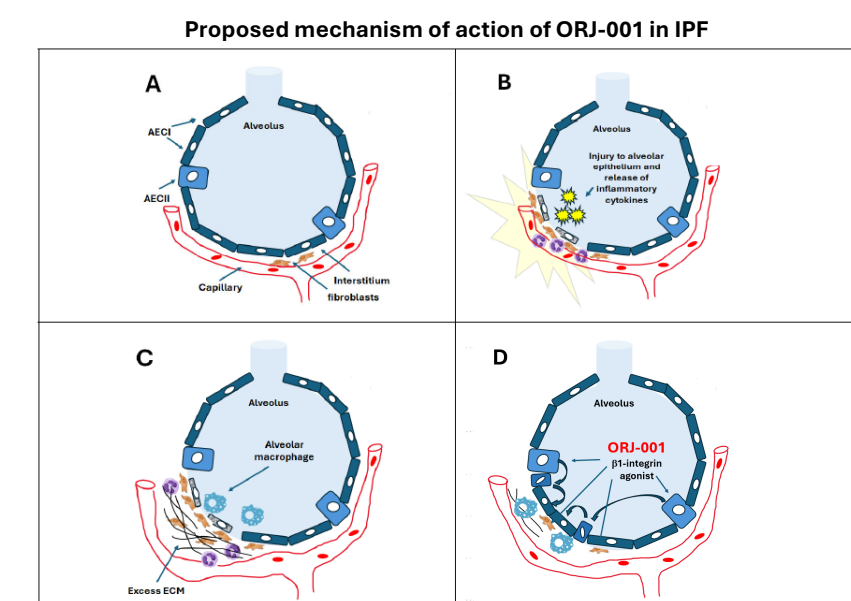 Proposed mechanism of action of ORJ-001 in IPF
A
AECI
Alveolus
AECII
Capillary
Interstitium
fibroblasts
B
Alveolus
Injury to alveolar
epithelium and
release of
inflammatory
cytokines
C
Alveolus
Alveolar
macrophage
Excess ECM
D
Alveolus
ORJ-001
β1-integrin
agonist